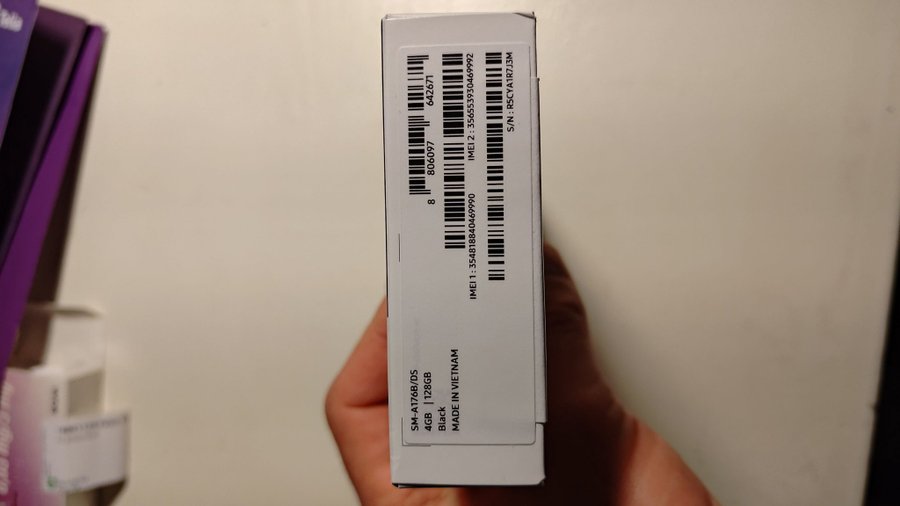 SM-A176B/DS
4GB | 128GB
Black
MADE IN VIETNAM
8 806097 642671
IMEI 1 : 354818840469990
IMEI 2 : 356553930469992
S/N : R5CYA1R7J3M
Telia